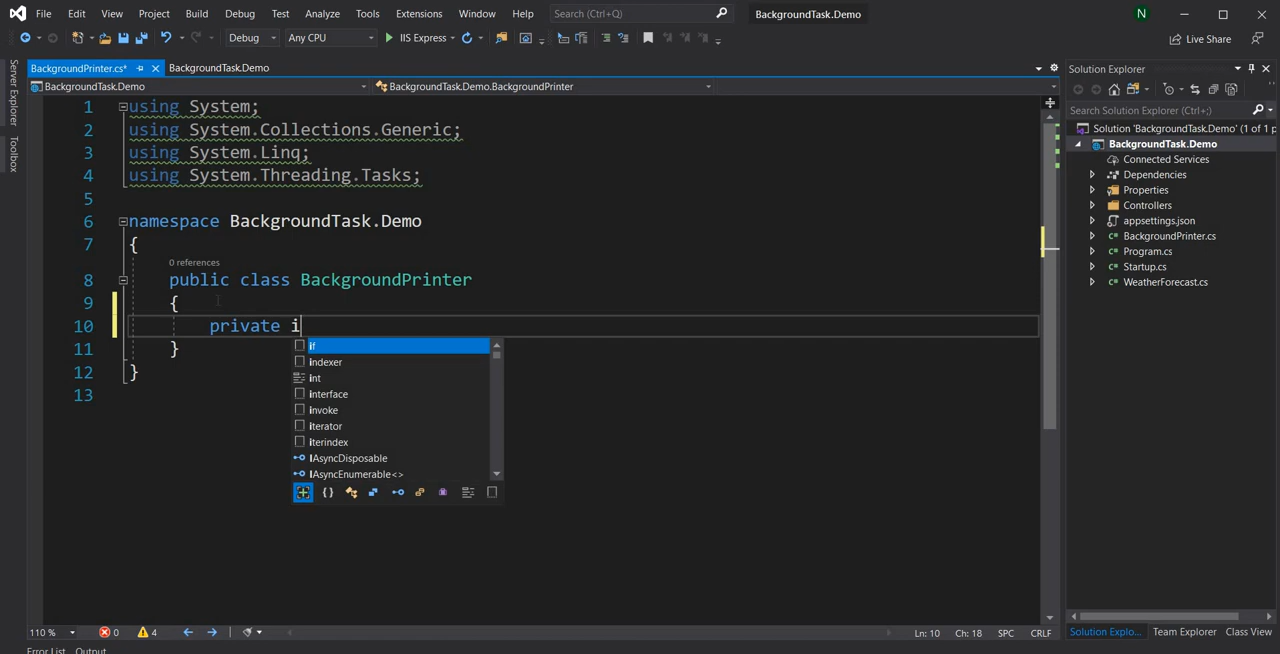 File Edit View Project Build Debug Test Analyze Tools Extensions Window Help Search (Ctrl+Q) BackgroundTask.Demo N
Debug Any CPU IIS Express Live Share
BackgroundPrinter.cs* BackgroundTask.Demo
BackgroundTask.Demo BackgroundTask.Demo.BackgroundPrinter
Server Explorer
Toolbox
1 using System;
2 using System.Collections.Generic;
3 using System.Linq;
4 using System.Threading.Tasks;
5
6 namespace BackgroundTask.Demo
7 {
0 references
8 public class BackgroundPrinter
9 {
10 private i
11 }
12 }
13
if
indexer
int
interface
invoke
iterator
iterindex
IAsyncDisposable
IAsyncEnumerable<>
Solution Explorer
Search Solution Explorer (Ctrl+;)
Solution 'BackgroundTask.Demo' (1 of 1 p
BackgroundTask.Demo
Connected Services
Dependencies
Properties
Controllers
appsettings.json
BackgroundPrinter.cs
Program.cs
Startup.cs
WeatherForecast.cs
110 % 0 4 Ln: 10 Ch: 18 SPC CRLF
Solution Explo... Team Explorer Class View
Error List Output